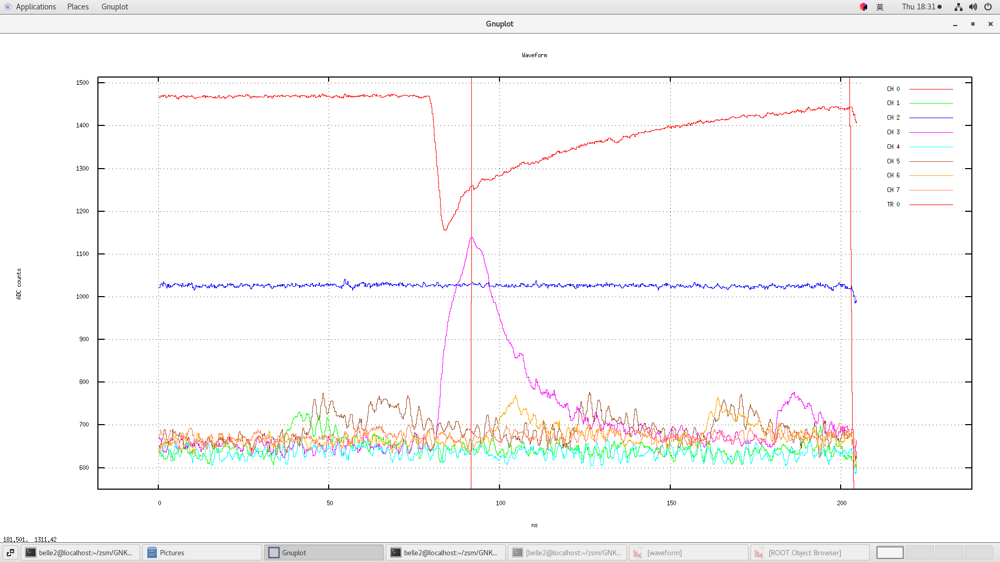 Applications Places Gnuplot 英 Thu 18:31
Gnuplot
Waveform
1500
1400
1300
1200
1100
1000
900
800
700
600
ADC counts
CH 0
CH 1
CH 2
CH 3
CH 4
CH 5
CH 6
CH 7
TR 0
0 50 100 150 200
ns
181.501, 1311.42
belle2@localhost:~/zsm/GNK... Pictures Gnuplot belle2@localhost:~/zsm/GNK... [belle2@localhost:~/zsm/GNK... [waveform] [ROOT Object Browser]